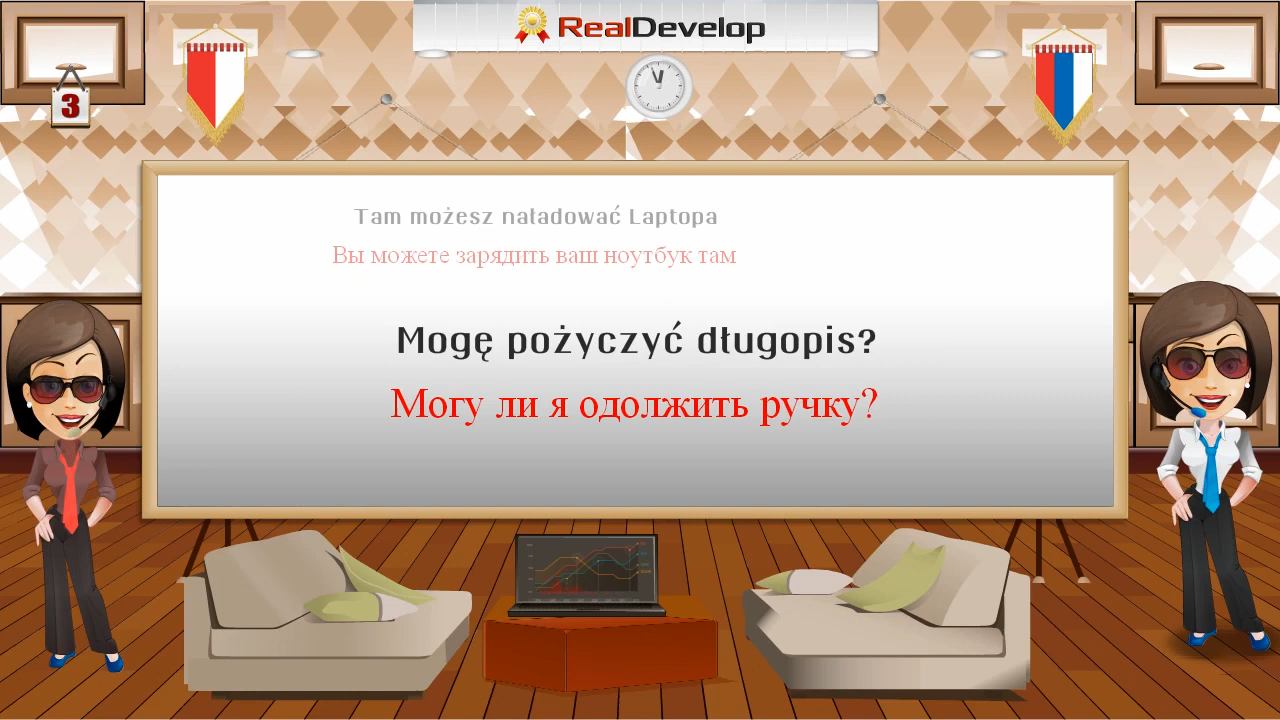 RealDevelop
3
Tam możesz naładować Laptopa
Вы можете зарядить ваш ноутбук там
Mogę pożyczyć długopis?
Могу ли я одолжить ручку?